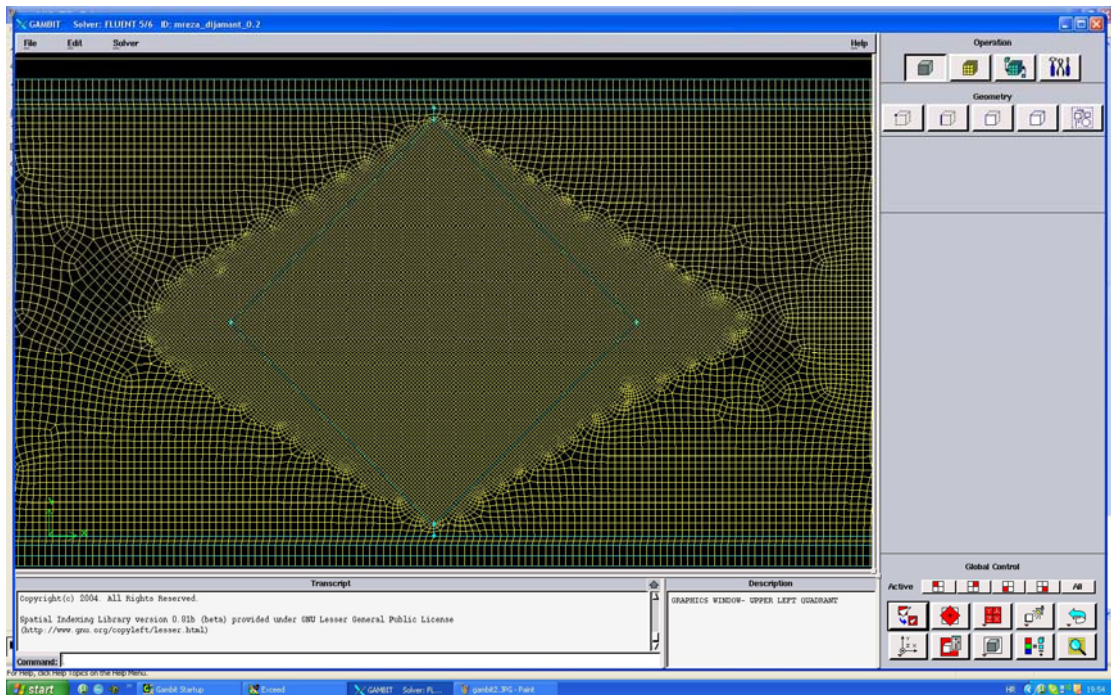 GAMBIT Solver: FLUENT 5/6 ID: mreza_dijamant_0.2
File Edit Solver Help
Operation
Geometry
Y
X
Transcript
Copyright(c) 2004. All Rights Reserved.
Spatial Indexing Library version 0.81b (beta) provided under GNU Lesser General Public License
(http://www.gnu.org/copyleft/lesser.html)
Command:
Description
GRAPHICS WINDOW- UPPER LEFT QUADRANT
Global Control
Active All
For Help, click Help Topics on the Help Menu.
start Gambit Startup Exceed GAMBIT Solver: FL... gambit2.JPG - Paint HR 19:54